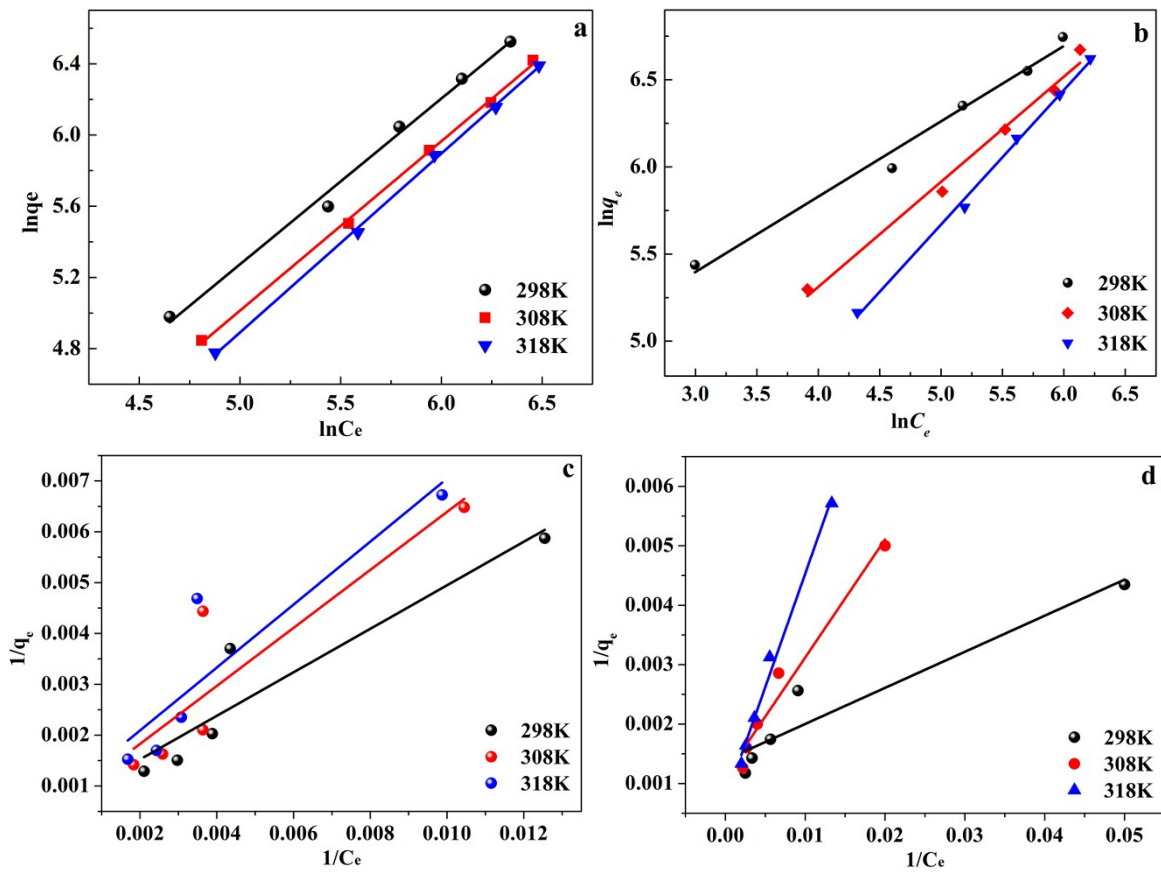 a
6.4
6.0
5.6
5.2
4.8
lnqe
298K
308K
318K
4.5 5.0 5.5 6.0 6.5
lnCe
b
6.5
6.0
5.5
5.0
lnqe
298K
308K
318K
3.0 3.5 4.0 4.5 5.0 5.5 6.0 6.5
lnCe
c
0.007
0.006
0.005
0.004
0.003
0.002
0.001
1/qe
298K
308K
318K
0.002 0.004 0.006 0.008 0.010 0.012
1/Ce
d
0.006
0.005
0.004
0.003
0.002
0.001
1/qe
298K
308K
318K
0.00 0.01 0.02 0.03 0.04 0.05
1/Ce